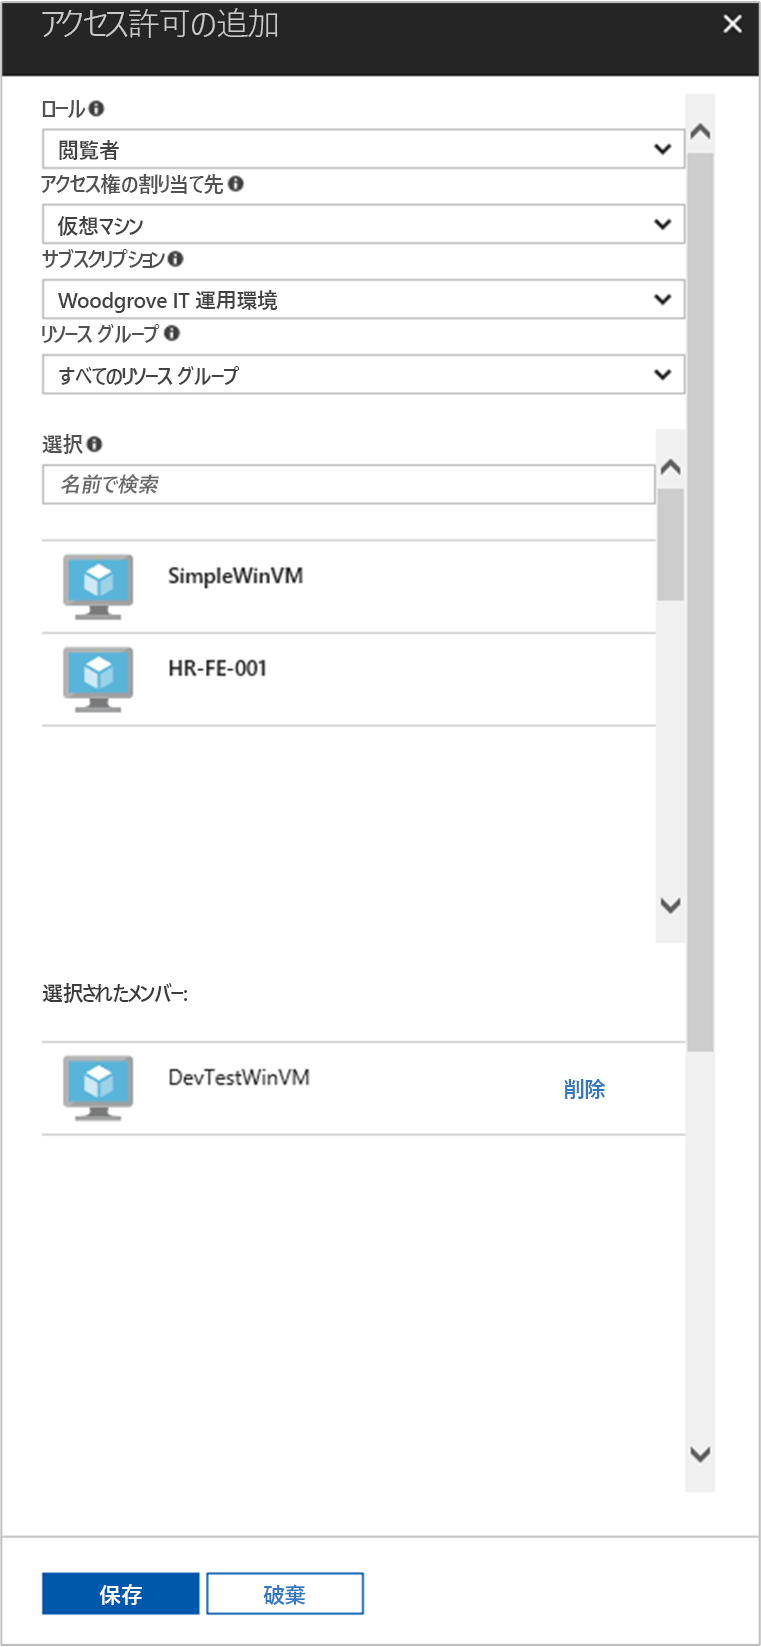 アクセス許可の追加
ロール
閲覧者
アクセス権の割り当て先
仮想マシン
サブスクリプション
Woodgrove IT 運用環境
リソース グループ
すべてのリソース グループ
選択
名前で検索
SimpleWinVM
HR-FE-001
選択されたメンバー:
DevTestWinVM
削除
保存
破棄